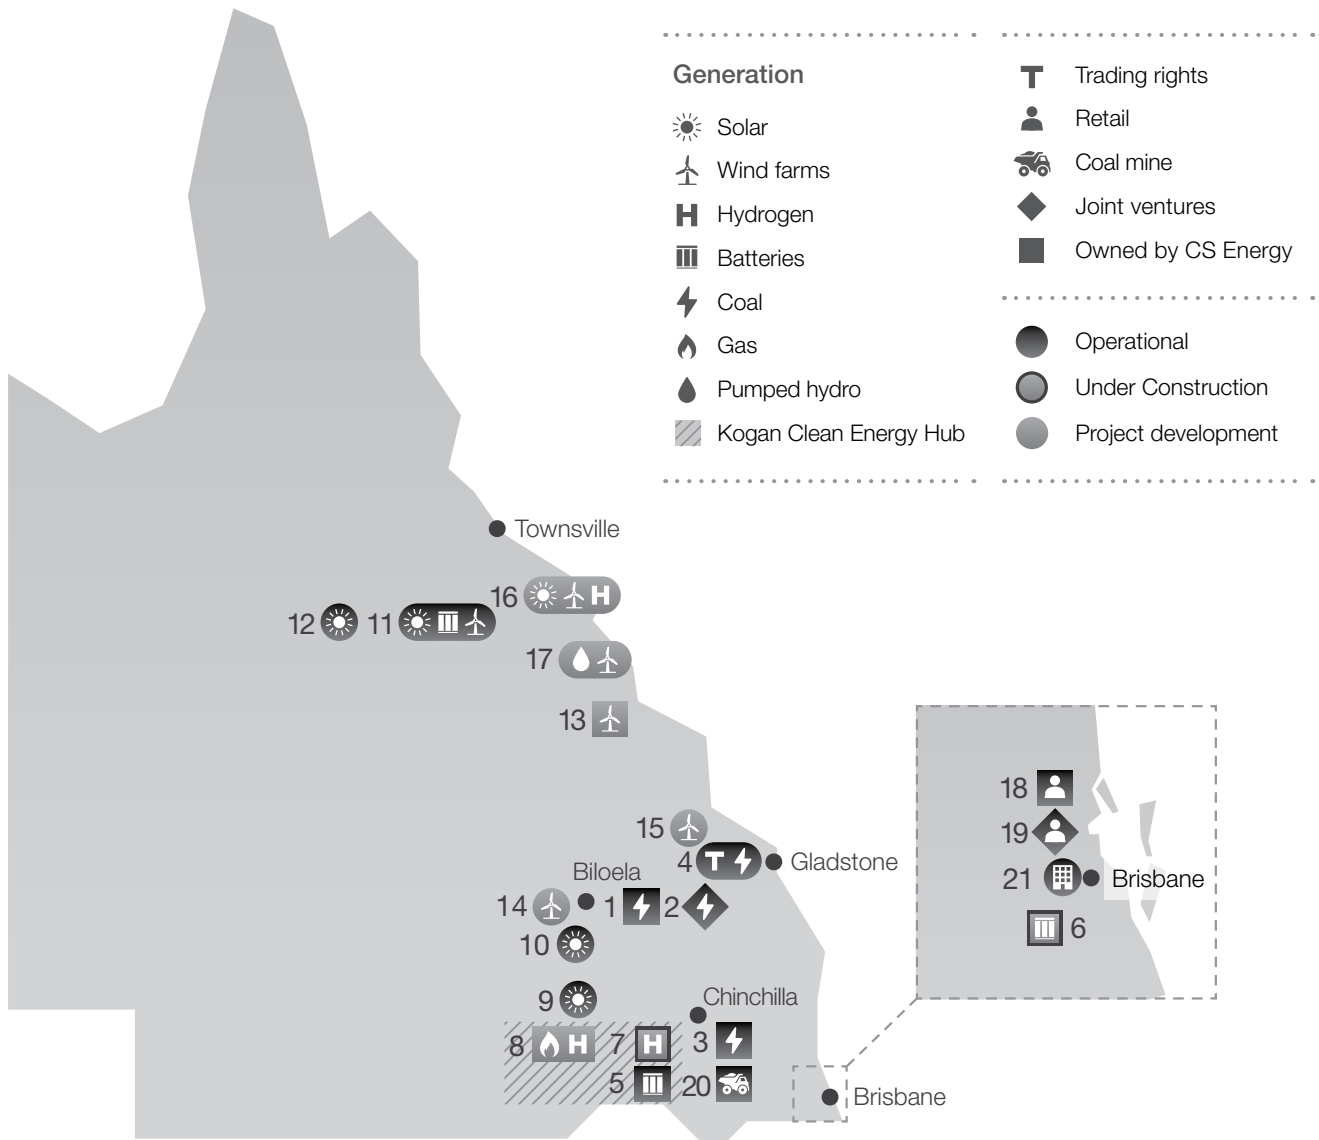 Generation
Solar
Wind farms
H Hydrogen
Batteries
Coal
Gas
Pumped hydro
Kogan Clean Energy Hub
T Trading rights
Retail
Coal mine
Joint ventures
Owned by CS Energy
Operational
Under Construction
Project development
Townsville
16 H
12
11
17
13
15
4 T
Gladstone
Biloela
14
1
2
10
9
Chinchilla
8 H
7 H
3
5
20
Brisbane
18
19
21
Brisbane
6